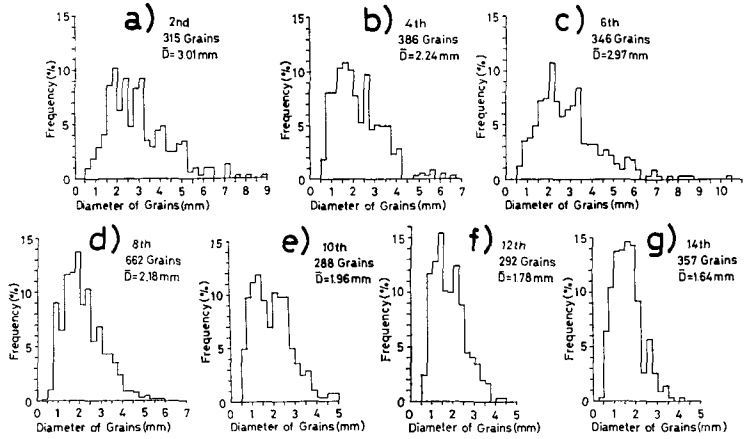 a)
2nd
315 Grains
D̄=3.01mm
Frequency (%)
15
10
5
0
1 2 3 4 5 6 7 8 9
Diameter of Grains (mm)
b)
4th
386 Grains
D̄=2.24mm
Frequency (%)
15
10
5
0
1 2 3 4 5 6 7
Diameter of Grains (mm)
c)
6th
346 Grains
D̄=2.97mm
Frequency (%)
15
10
5
0
1 2 3 4 5 6 7 8 9 10
Diameter of Grains (mm)
d)
8th
662 Grains
D̄=2.18mm
Frequency (%)
15
10
5
0
1 2 3 4 5 6 7
Diameter of Grains (mm)
e)
10th
288 Grains
D̄=1.96mm
Frequency (%)
15
10
5
0
1 2 3 4 5
Diameter of Grains (mm)
f)
12th
292 Grains
D̄=1.78mm
Frequency (%)
15
10
5
0
1 2 3 4 5
Diameter of Grains (mm)
g)
14th
357 Grains
D̄=1.64mm
Frequency (%)
15
10
5
0
1 2 3 4 5
Diameter of Grains (mm)